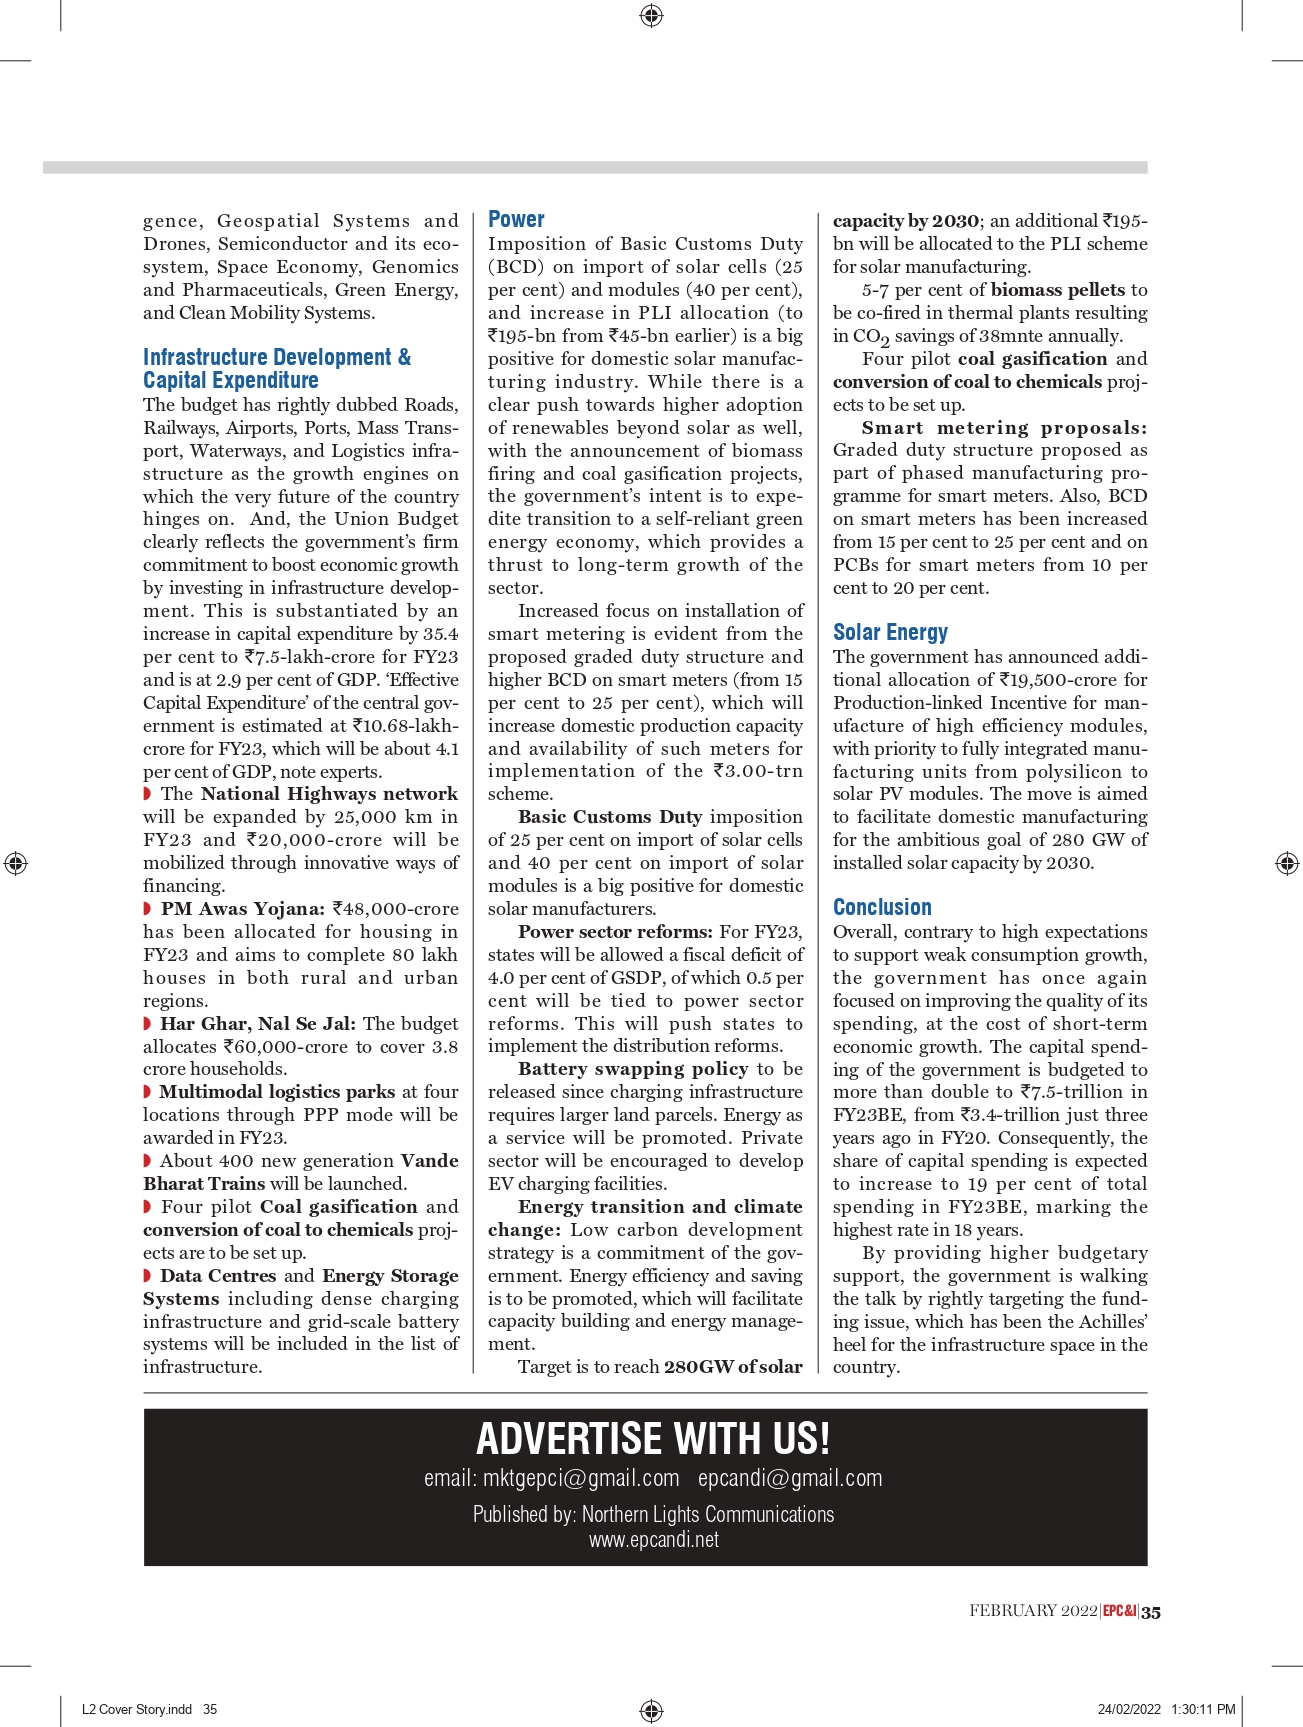 gence, Geospatial Systems and
Drones, Semiconductor and its eco-
system, Space Economy, Genomics
and Pharmaceuticals, Green Energy,
and Clean Mobility Systems.
Infrastructure Development &
Capital Expenditure
The budget has rightly dubbed Roads,
Railways, Airports, Ports, Mass Trans-
port, Waterways, and Logistics infra-
structure as the growth engines on
which the very future of the country
hinges on. And, the Union Budget
clearly reflects the government's firm
commitment to boost economic growth
by investing in infrastructure develop-
ment. This is substantiated by an
increase in capital expenditure by 35.4
per cent to ₹7.5-lakh-crore for FY23
and is at 2.9 per cent of GDP. 'Effective
Capital Expenditure' of the central gov-
ernment is estimated at ₹10.68-lakh-
crore for FY23, which will be about 4.1
per cent of GDP, note experts.
◗ The National Highways network
will be expanded by 25,000 km in
FY23 and ₹20,000-crore will be
mobilized through innovative ways of
financing.
◗ PM Awas Yojana: ₹48,000-crore
has been allocated for housing in
FY23 and aims to complete 80 lakh
houses in both rural and urban
regions.
◗ Har Ghar, Nal Se Jal: The budget
allocates ₹60,000-crore to cover 3.8
crore households.
◗ Multimodal logistics parks at four
locations through PPP mode will be
awarded in FY23.
◗ About 400 new generation Vande
Bharat Trains will be launched.
◗ Four pilot Coal gasification and
conversion of coal to chemicals proj-
ects are to be set up.
◗ Data Centres and Energy Storage
Systems including dense charging
infrastructure and grid-scale battery
systems will be included in the list of
infrastructure.
Power
Imposition of Basic Customs Duty
(BCD) on import of solar cells (25
per cent) and modules (40 per cent),
and increase in PLI allocation (to
₹195-bn from ₹45-bn earlier) is a big
positive for domestic solar manufac-
turing industry. While there is a
clear push towards higher adoption
of renewables beyond solar as well,
with the announcement of biomass
firing and coal gasification projects,
the government's intent is to expe-
dite transition to a self-reliant green
energy economy, which provides a
thrust to long-term growth of the
sector.
Increased focus on installation of
smart metering is evident from the
proposed graded duty structure and
higher BCD on smart meters (from 15
per cent to 25 per cent), which will
increase domestic production capacity
and availability of such meters for
implementation of the ₹3.00-trn
scheme.
Basic Customs Duty imposition
of 25 per cent on import of solar cells
and 40 per cent on import of solar
modules is a big positive for domestic
solar manufacturers.
Power sector reforms: For FY23,
states will be allowed a fiscal deficit of
4.0 per cent of GSDP, of which 0.5 per
cent will be tied to power sector
reforms. This will push states to
implement the distribution reforms.
Battery swapping policy to be
released since charging infrastructure
requires larger land parcels. Energy as
a service will be promoted. Private
sector will be encouraged to develop
EV charging facilities.
Energy transition and climate
change: Low carbon development
strategy is a commitment of the gov-
ernment. Energy efficiency and saving
is to be promoted, which will facilitate
capacity building and energy manage-
ment.
Target is to reach 280GW of solar
capacity by 2030; an additional ₹195-
bn will be allocated to the PLI scheme
for solar manufacturing.
5-7 per cent of biomass pellets to
be co-fired in thermal plants resulting
in CO2 savings of 38mnte annually.
Four pilot coal gasification and
conversion of coal to chemicals proj-
ects to be set up.
Smart metering proposals:
Graded duty structure proposed as
part of phased manufacturing pro-
gramme for smart meters. Also, BCD
on smart meters has been increased
from 15 per cent to 25 per cent and on
PCBs for smart meters from 10 per
cent to 20 per cent.
Solar Energy
The government has announced addi-
tional allocation of ₹19,500-crore for
Production-linked Incentive for man-
ufacture of high efficiency modules,
with priority to fully integrated manu-
facturing units from polysilicon to
solar PV modules. The move is aimed
to facilitate domestic manufacturing
for the ambitious goal of 280 GW of
installed solar capacity by 2030.
Conclusion
Overall, contrary to high expectations
to support weak consumption growth,
the government has once again
focused on improving the quality of its
spending, at the cost of short-term
economic growth. The capital spend-
ing of the government is budgeted to
more than double to ₹7.5-trillion in
FY23BE, from ₹3.4-trillion just three
years ago in FY20. Consequently, the
share of capital spending is expected
to increase to 19 per cent of total
spending in FY23BE, marking the
highest rate in 18 years.
By providing higher budgetary
support, the government is walking
the talk by rightly targeting the fund-
ing issue, which has been the Achilles'
heel for the infrastructure space in the
country.
ADVERTISE WITH US!
email: mktgepci@gmail.com epcandi@gmail.com
Published by: Northern Lights Communications
www.epcandi.net
FEBRUARY 2022|EPC&I|35
L2 Cover Story.indd 35
24/02/2022 1:30:11 PM